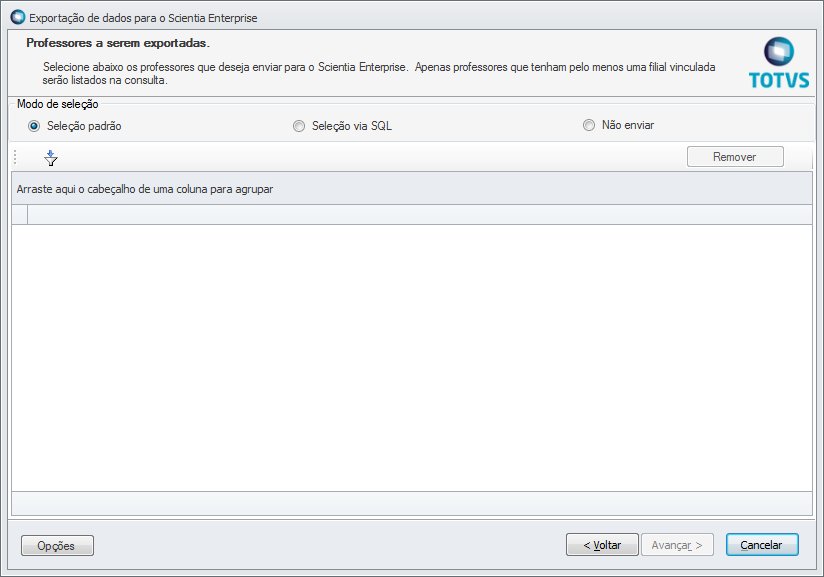 Exportação de dados para o Scientia Enterprise
Professores a serem exportadas.
Selecione abaixo os professores que deseja enviar para o Scientia Enterprise. Apenas professores que tenham pelo menos uma filial vinculada
serão listados na consulta.
TOTVS
Modo de seleção
Seleção padrão
Seleção via SQL
Não enviar
Remover
Arraste aqui o cabeçalho de uma coluna para agrupar
Opções
< Voltar
Avançar >
Cancelar